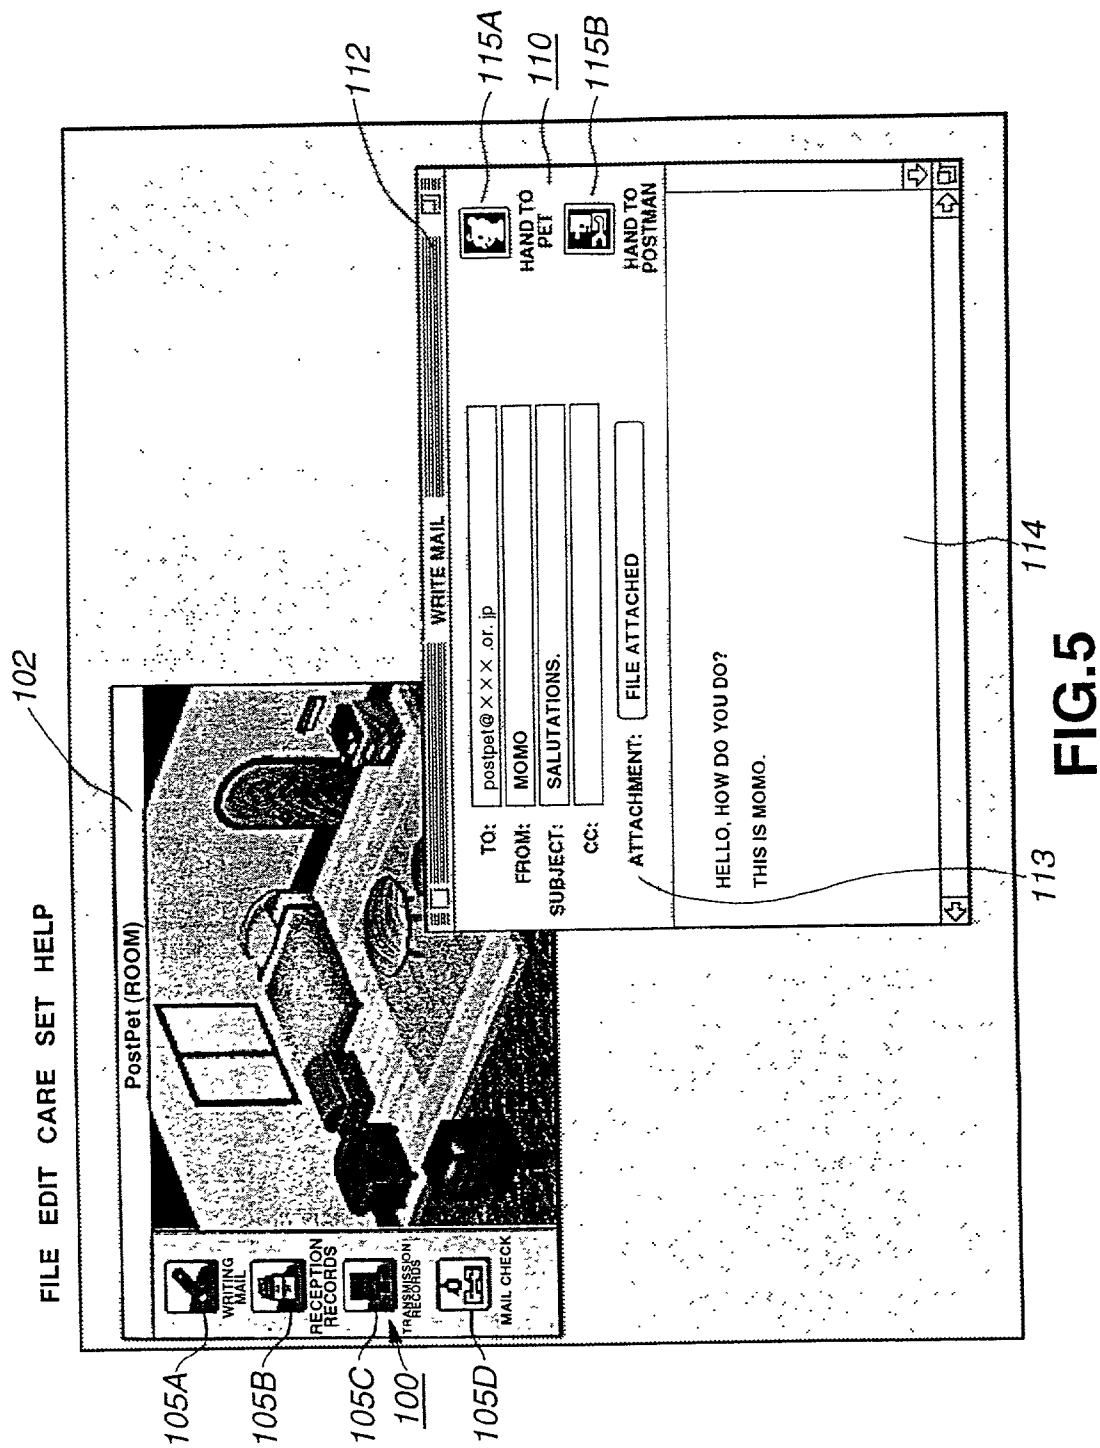 FILE EDIT CARE SET HELP
102
PostPet (ROOM)
105A
WRITING
MAIL
105B
RECEPTION
RECORDS
105C
TRANSMISSION
RECORDS
100
105D
MAIL CHECK
112
WRITE MAIL
TO: postpet@×××.or.jp
FROM: MOMO
SUBJECT: SALUTATIONS.
CC:
ATTACHMENT: FILE ATTACHED
115A
HAND TO
PET
110
115B
HAND TO
POSTMAN
HELLO, HOW DO YOU DO?
THIS IS MOMO.
113
114
FIG.5